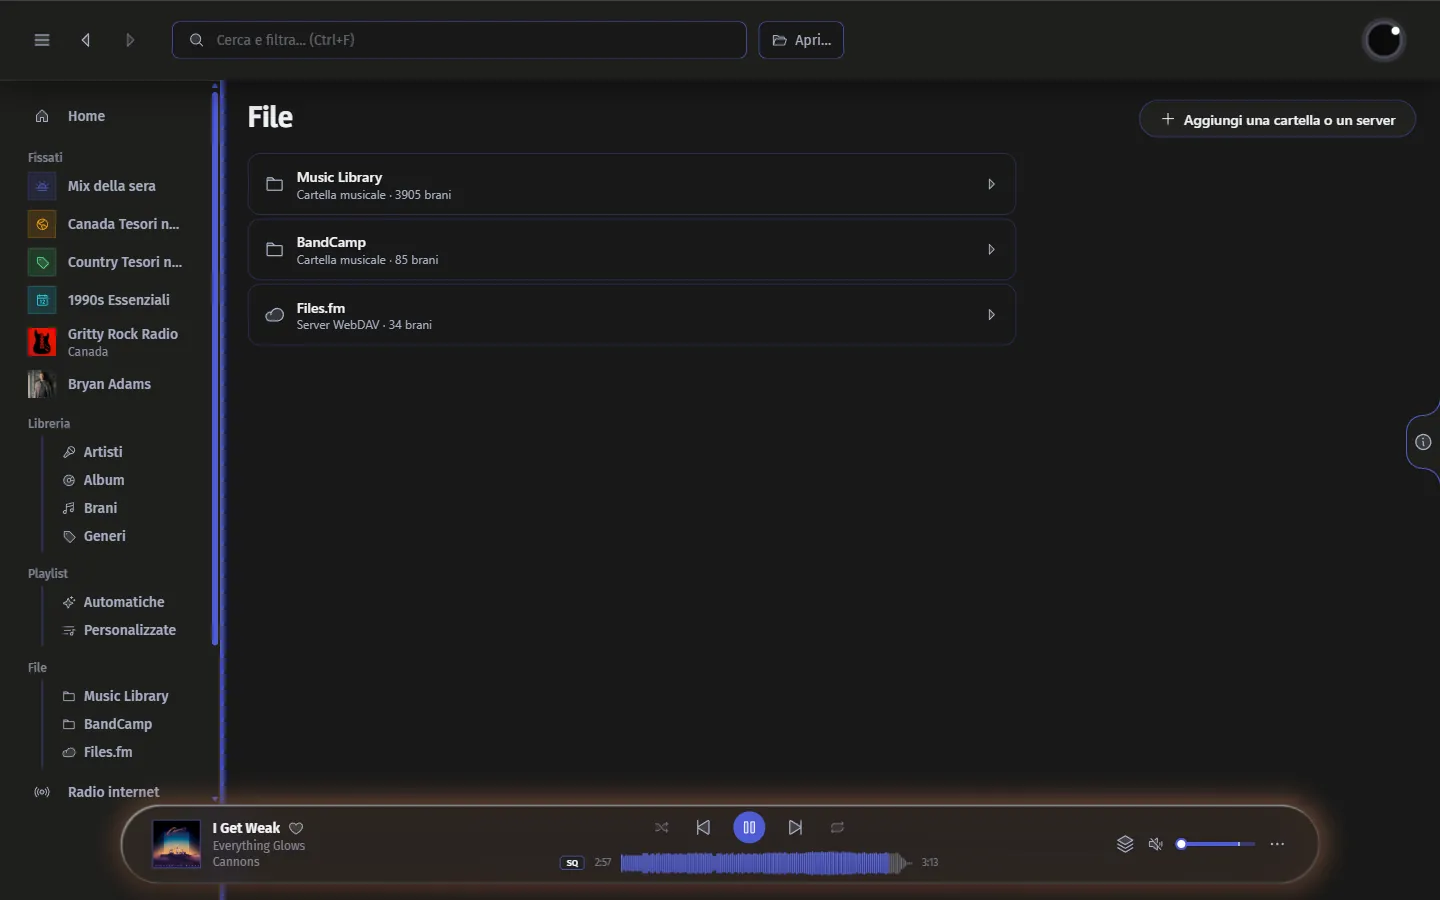 Cerca e filtra... (Ctrl+F)
Apri...
Home
Fissati
Mix della sera
Canada Tesori n...
Country Tesori n...
1990s Essenziali
Gritty Rock Radio
Canada
Bryan Adams
Libreria
Artisti
Album
Brani
Generi
Playlist
Automatiche
Personalizzate
File
Music Library
BandCamp
Files.fm
Radio internet
File
Aggiungi una cartella o un server
Music Library
Cartella musicale · 3905 brani
BandCamp
Cartella musicale · 85 brani
Files.fm
Server WebDAV · 34 brani
I Get Weak
Everything Glows
Cannons
SQ 2:57
3:13